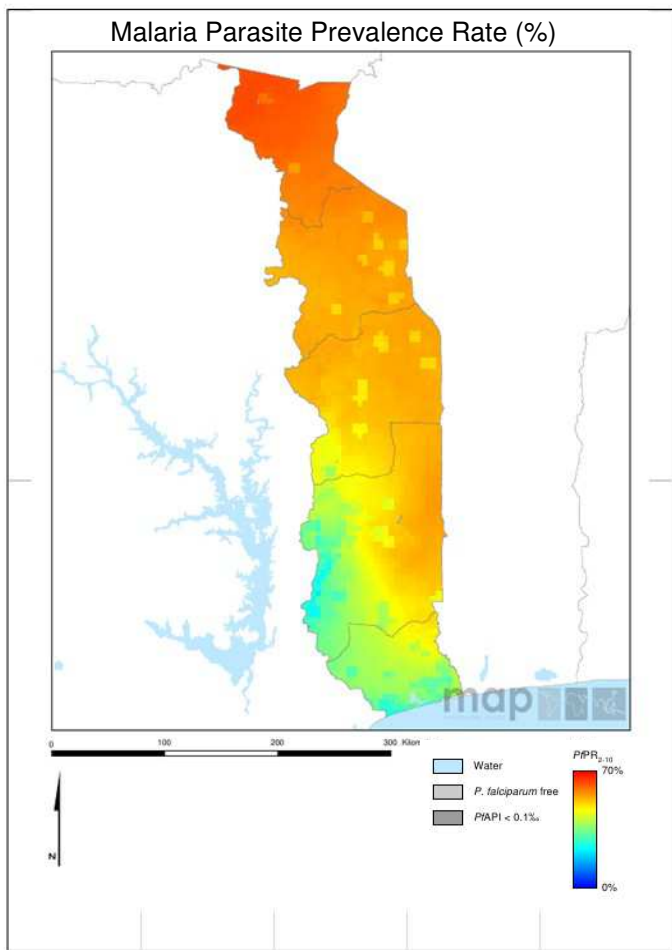 Malaria Parasite Prevalence Rate (%)
map
0 100 200 300 Kilom
Water
P. falciparum free
PfAPI < 0.1‰
PfPR2-10
70%
0%
N